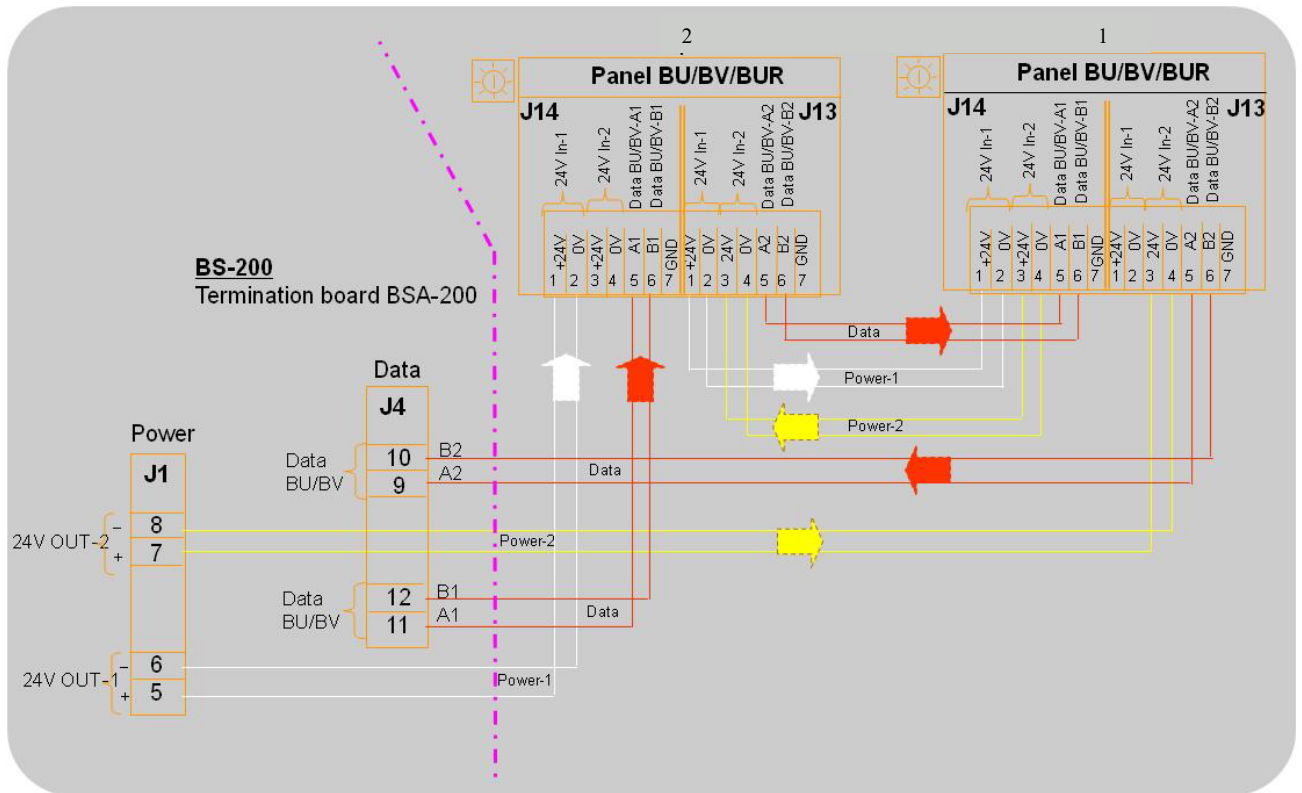 2
1
Panel BU/BV/BUR
J14
J13
24V In-1
24V In-2
Data BU/BV-A1
Data BU/BV-B1
24V In-1
24V In-2
Data BU/BV-A2
Data BU/BV-B2
+24V 0V +24V 0V A1 B1 GND +24V 0V 24V 0V A2 B2 GND
1 2 3 4 5 6 7 1 2 3 4 5 6 7
Panel BU/BV/BUR
J14
J13
24V In-1
24V In-2
Data BU/BV-A1
Data BU/BV-B1
24V In-1
24V In-2
Data BU/BV-A2
Data BU/BV-B2
+24V 0V +24V 0V A1 B1 GND +24V 0V 24V 0V A2 B2 GND
1 2 3 4 5 6 7 1 2 3 4 5 6 7
BS-200
Termination board BSA-200
Data
Power-1
Power-2
Data
J4
Data
BU/BV
10 B2
9 A2
Data
Data
BU/BV
12 B1
11 A1
Data
Power
J1
24V OUT-2
- 8
+ 7
Power-2
24V OUT-1
- 6
+ 5
Power-1